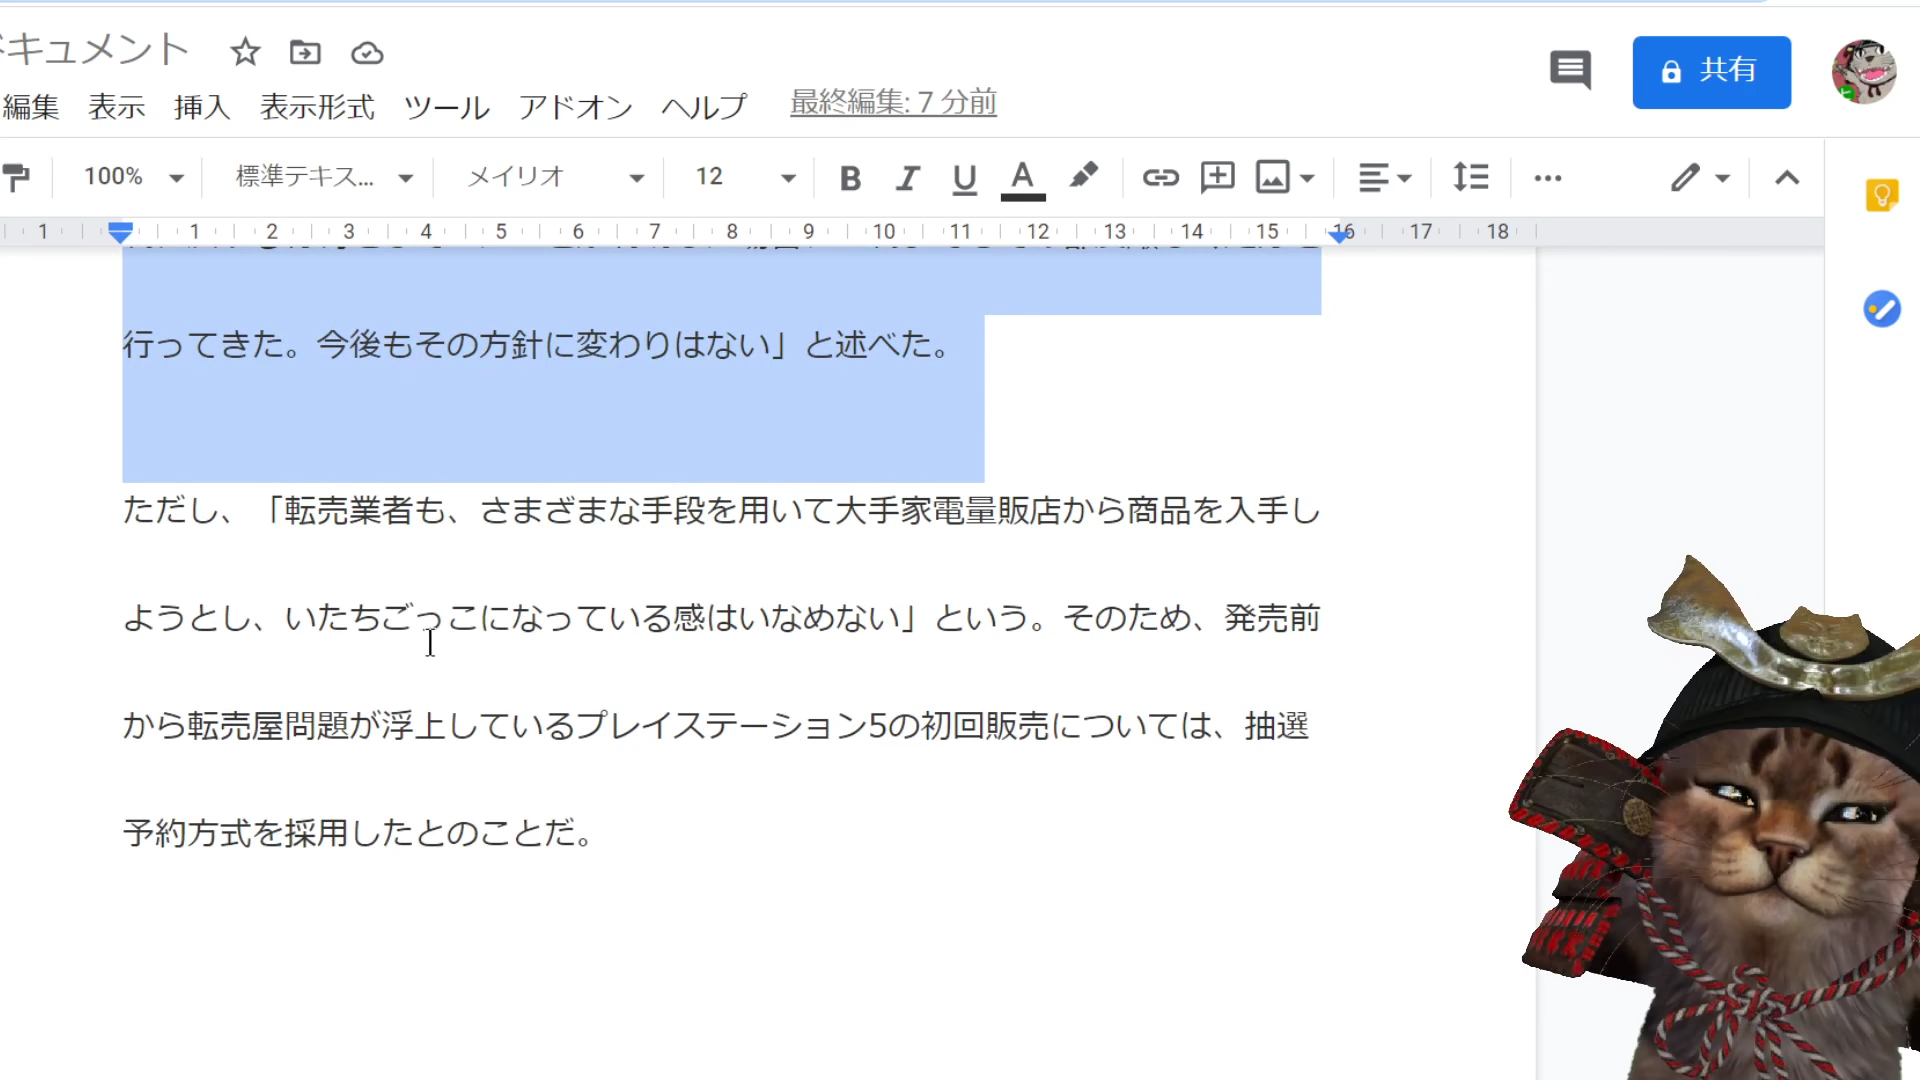 ドキュメント
編集 表示 挿入 表示形式 ツール アドオン ヘルプ 最終編集: 7 分前
共有
100% 標準テキス... メイリオ 12 B I U A
1 1 2 3 4 5 6 7 8 9 10 11 12 13 14 15 16 17 18
行ってきた。今後もその方針に変わりはない」と述べた。
ただし、「転売業者も、さまざまな手段を用いて大手家電量販店から商品を入手し
ようとし、いたちごっこになっている感はいなめない」という。そのため、発売前
から転売屋問題が浮上しているプレイステーション5の初回販売については、抽選
予約方式を採用したとのことだ。